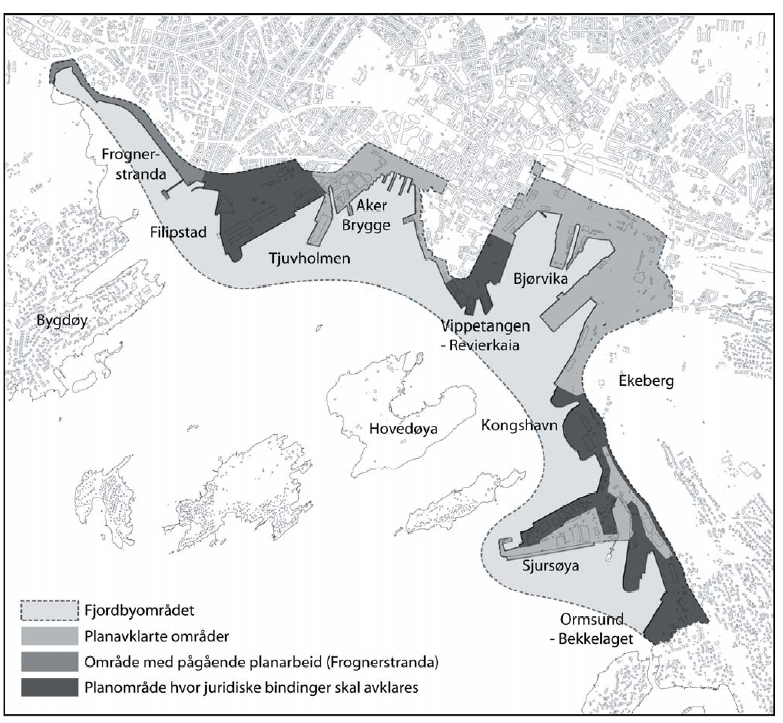 Frogner-
stranda
Filipstad
Aker
Brygge
Tjuvholmen
Bjørvika
Bygdøy
Vippetangen
- Revierkaia
Ekeberg
Hovedøya
Kongshavn
Sjursøya
Ormsund
- Bekkelaget
Fjordbyområdet
Planavklarte områder
Område med pågående planarbeid (Frognerstranda)
Planområde hvor juridiske bindinger skal avklares